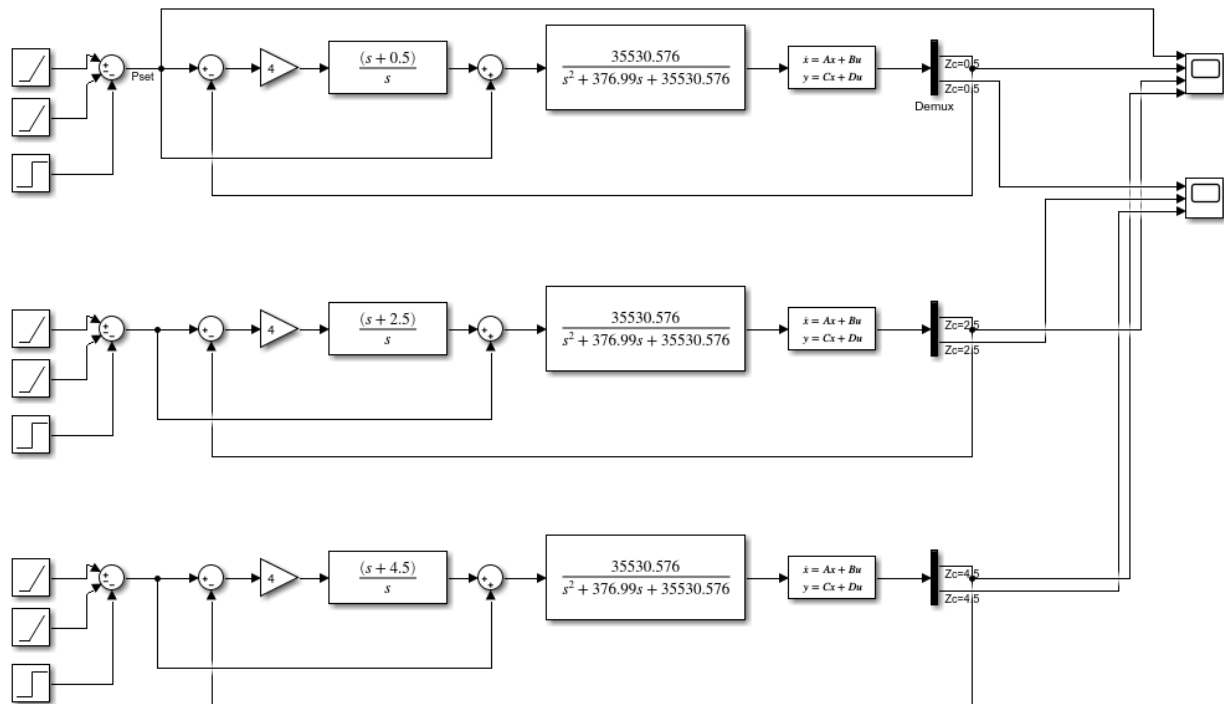 +
−
−
Pset
+
−
4
(s + 0.5)
s
+
+
35530.576
s² + 376.99s + 35530.576
ẋ = Ax + Bu
y = Cx + Du
Demux
Zc=0.5
Zc=0.5
+
−
−
+
−
4
(s + 2.5)
s
+
+
35530.576
s² + 376.99s + 35530.576
ẋ = Ax + Bu
y = Cx + Du
Zc=2.5
Zc=2.5
+
−
−
+
−
4
(s + 4.5)
s
+
+
35530.576
s² + 376.99s + 35530.576
ẋ = Ax + Bu
y = Cx + Du
Zc=4.5
Zc=4.5